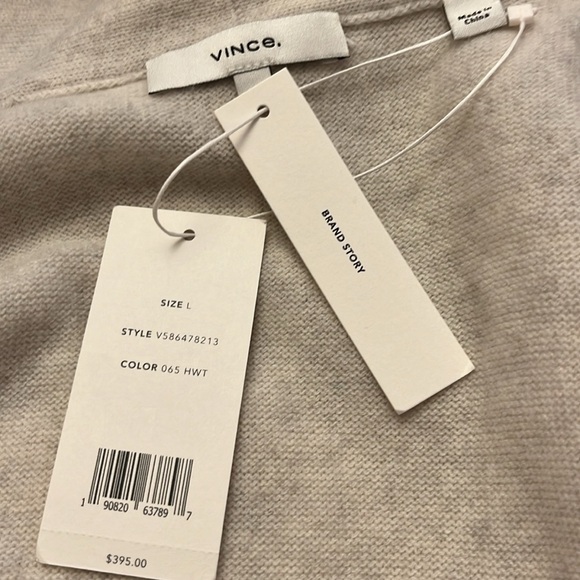 VINCE.
Made in
China
BRAND STORY
SIZE L
STYLE V586478213
COLOR 065 HWT
1 90820 63789 7
$395.00